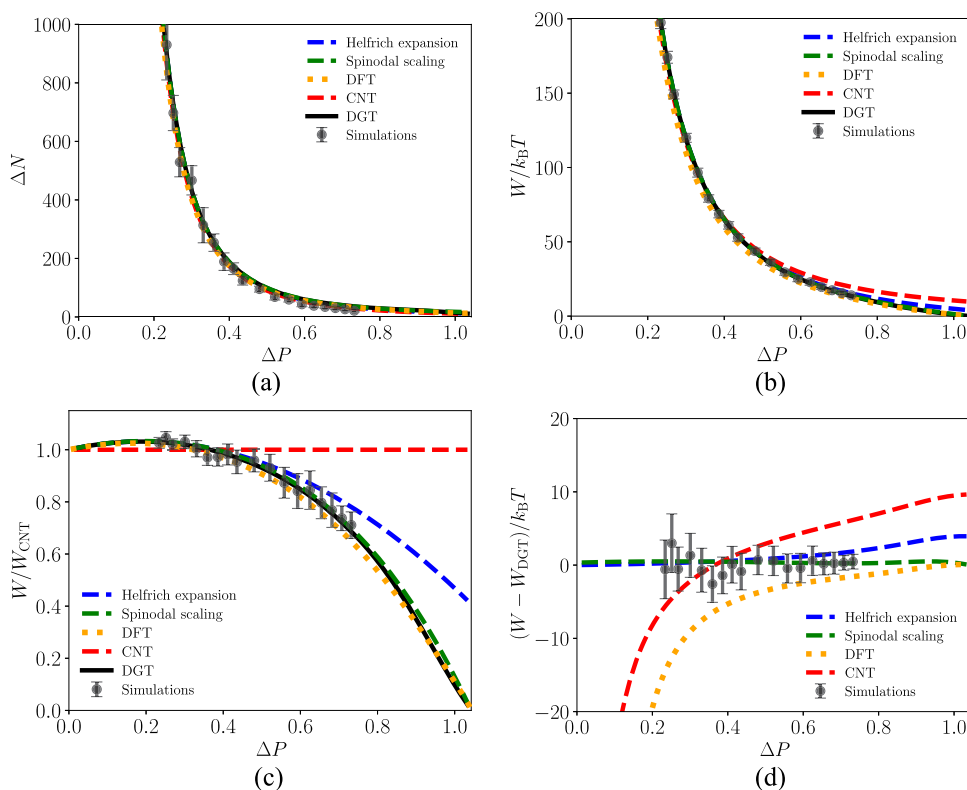 1000
800
600
400
200
0
ΔN
Helfrich expansion
Spinodal scaling
DFT
CNT
DGT
Simulations
0.0 0.2 0.4 0.6 0.8 1.0
ΔP
(a)
200
150
100
50
0
W/k_BT
Helfrich expansion
Spinodal scaling
DFT
CNT
DGT
Simulations
0.0 0.2 0.4 0.6 0.8 1.0
ΔP
(b)
1.0
0.8
0.6
0.4
0.2
0.0
W/W_CNT
Helfrich expansion
Spinodal scaling
DFT
CNT
DGT
Simulations
0.0 0.2 0.4 0.6 0.8 1.0
ΔP
(c)
20
10
0
−10
−20
(W − W_DGT)/k_BT
Helfrich expansion
Spinodal scaling
DFT
CNT
Simulations
0.0 0.2 0.4 0.6 0.8 1.0
ΔP
(d)